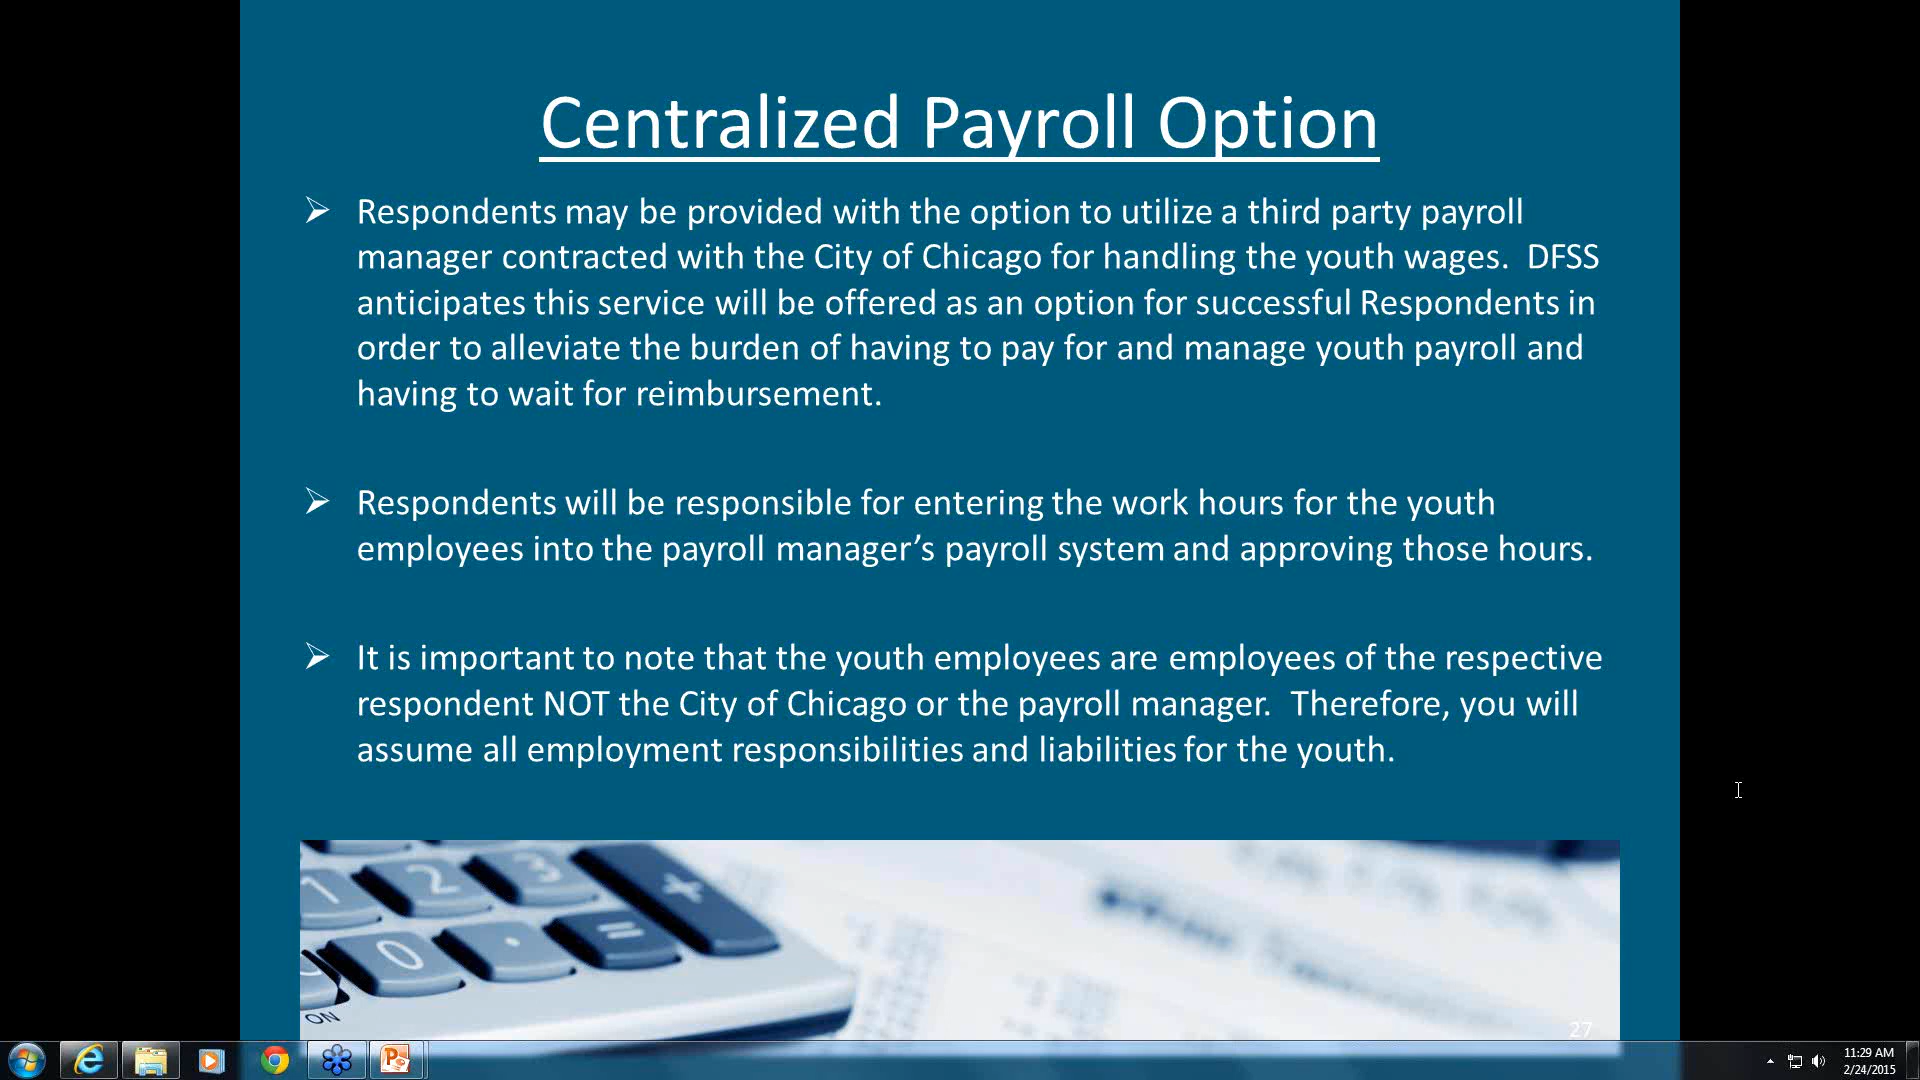 Centralized Payroll Option
➢ Respondents may be provided with the option to utilize a third party payroll
manager contracted with the City of Chicago for handling the youth wages.  DFSS
anticipates this service will be offered as an option for successful Respondents in
order to alleviate the burden of having to pay for and manage youth payroll and
having to wait for reimbursement.
➢ Respondents will be responsible for entering the work hours for the youth
employees into the payroll manager’s payroll system and approving those hours.
➢ It is important to note that the youth employees are employees of the respective
respondent NOT the City of Chicago or the payroll manager.  Therefore, you will
assume all employment responsibilities and liabilities for the youth.
1 2 3 +
0 . =
ON
27
11:29 AM
2/24/2015